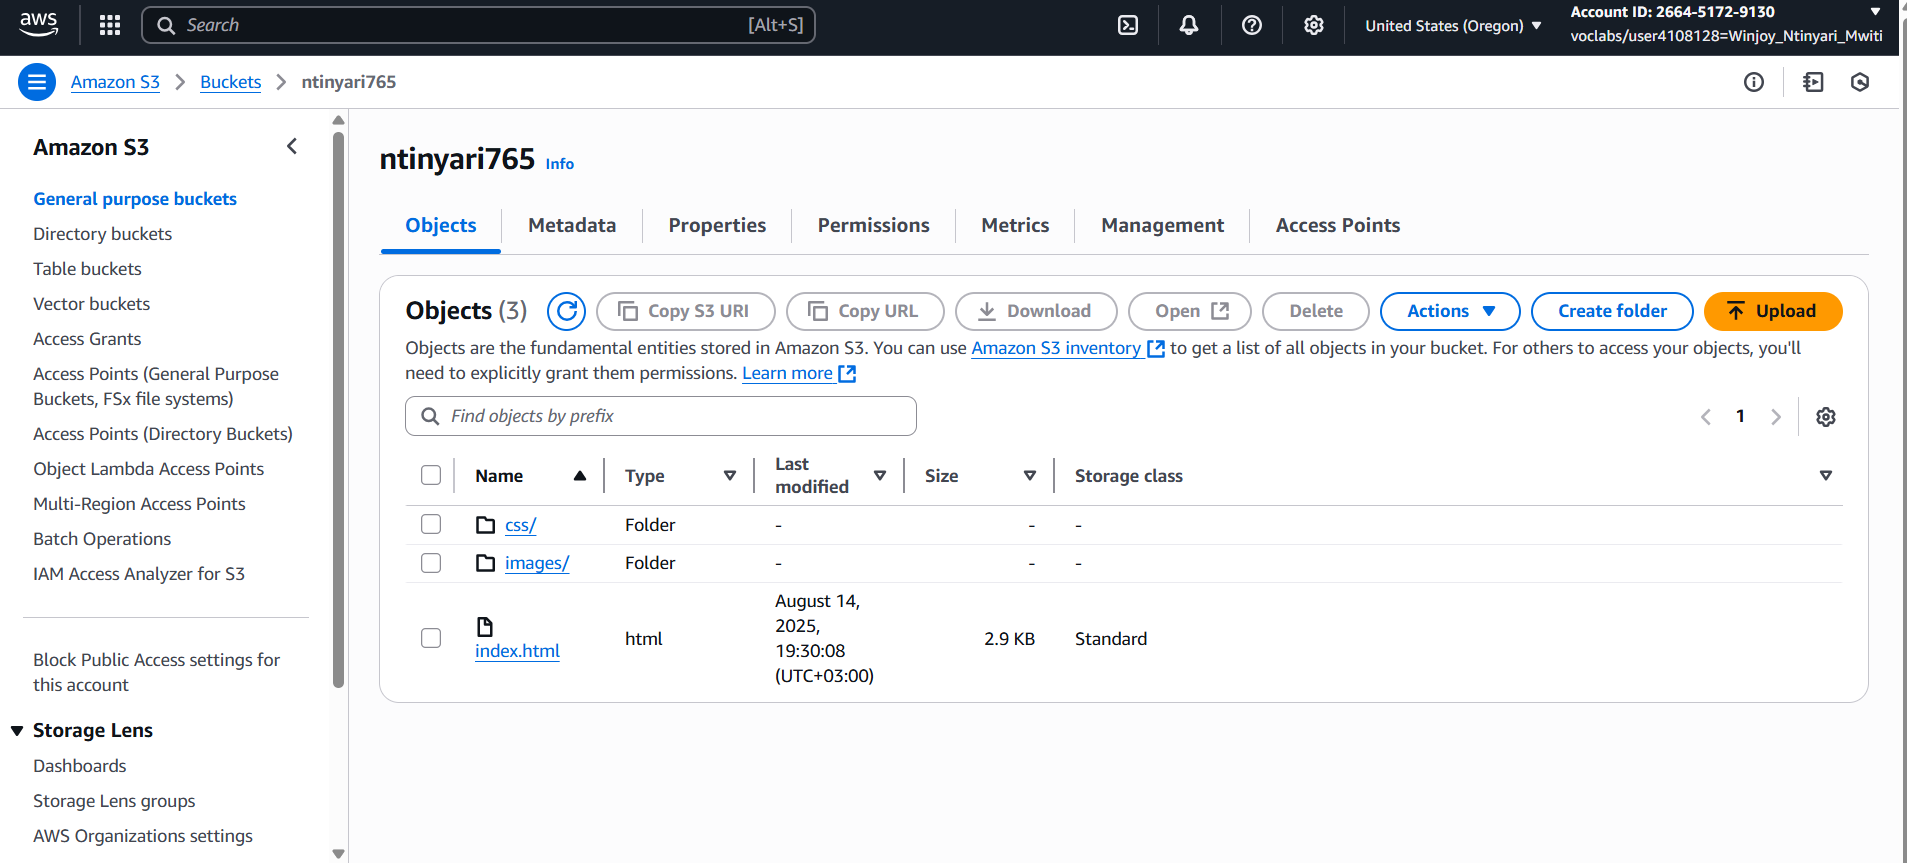 aws
Search
[Alt+S]
United States (Oregon)
Account ID: 2664-5172-9130
voclabs/user4108128=Winjoy_Ntinyari_Mwiti
Amazon S3
Buckets
ntinyari765
Amazon S3
General purpose buckets
Directory buckets
Table buckets
Vector buckets
Access Grants
Access Points (General Purpose
Buckets, FSx file systems)
Access Points (Directory Buckets)
Object Lambda Access Points
Multi-Region Access Points
Batch Operations
IAM Access Analyzer for S3
Block Public Access settings for
this account
Storage Lens
Dashboards
Storage Lens groups
AWS Organizations settings
ntinyari765 Info
Objects
Metadata
Properties
Permissions
Metrics
Management
Access Points
Objects (3)
Copy S3 URI
Copy URL
Download
Open
Delete
Actions
Create folder
Upload
Objects are the fundamental entities stored in Amazon S3. You can use Amazon S3 inventory to get a list of all objects in your bucket. For others to access your objects, you'll
need to explicitly grant them permissions. Learn more
Find objects by prefix
1
Name
Type
Last
modified
Size
Storage class
css/
Folder
-
-
-
images/
Folder
-
-
-
index.html
html
August 14,
2025,
19:30:08
(UTC+03:00)
2.9 KB
Standard